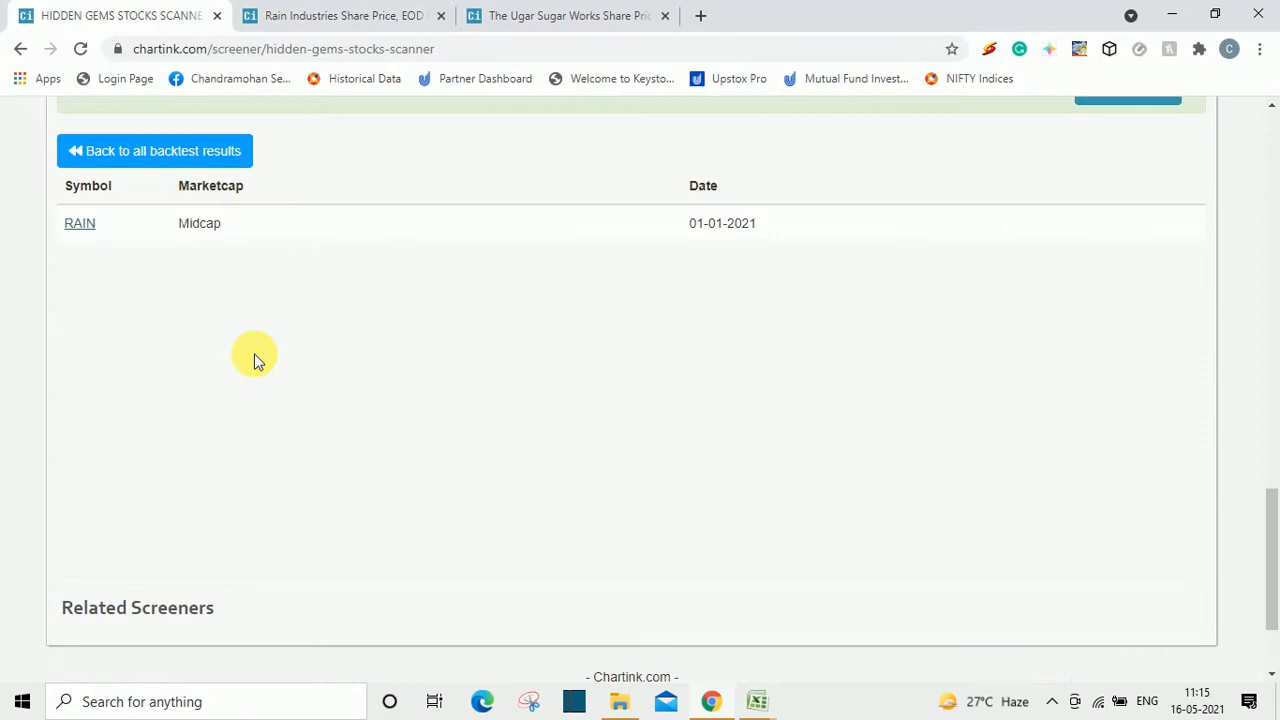 HIDDEN GEMS STOCKS SCANNE
Rain Industries Share Price, EOD
The Ugar Sugar Works Share Pric
chartink.com/screener/hidden-gems-stocks-scanner
Apps
Login Page
Chandramohan Se...
Historical Data
Partner Dashboard
Welcome to Keysto...
Upstox Pro
Mutual Fund Invest...
NIFTY Indices
Back to all backtest results
Symbol Marketcap Date
RAIN Midcap 01-01-2021
Related Screeners
- Chartink.com -
Search for anything
27°C Haze
ENG
11:15
16-05-2021